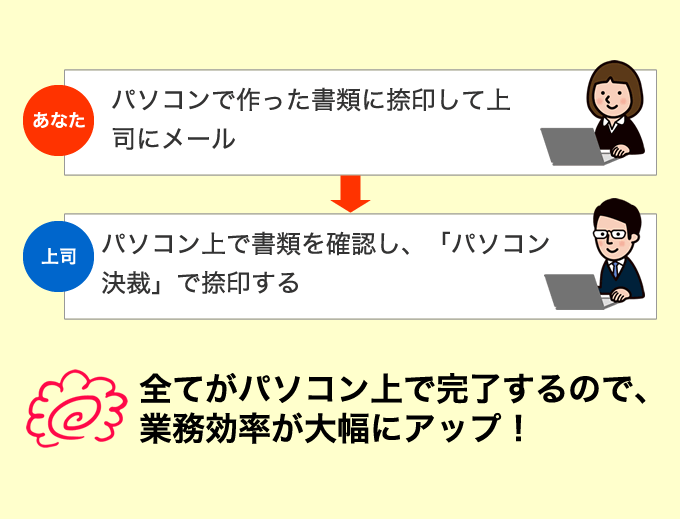 あなた
パソコンで作った書類に捺印して上
司にメール
上司
パソコン上で書類を確認し、「パソコン
決裁」で捺印する
全てがパソコン上で完了するので、
業務効率が大幅にアップ！